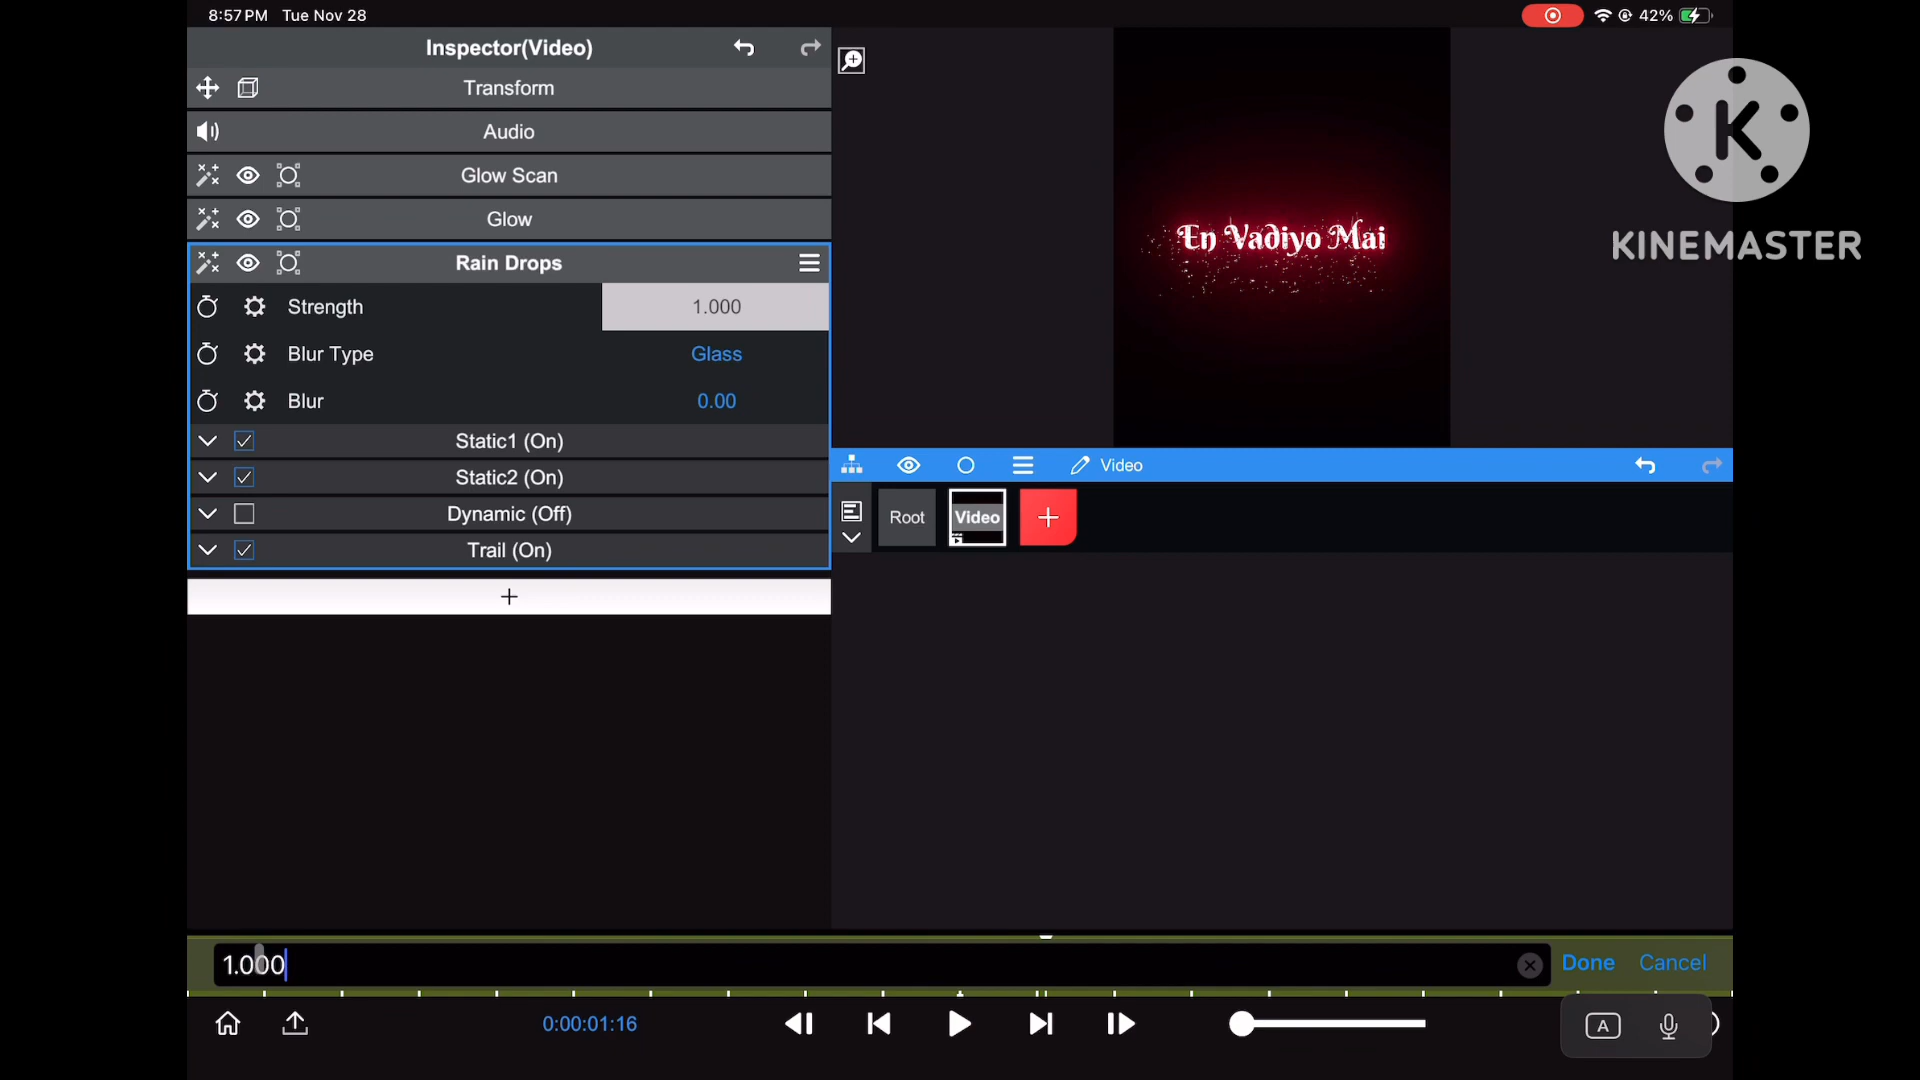 8:57 PM Tue Nov 28
42%
Inspector(Video)
Transform
Audio
Glow Scan
Glow
Rain Drops
Strength 1.000
Blur Type Glass
Blur 0.00
Static1 (On)
Static2 (On)
Dynamic (Off)
Trail (On)
+
En Vadiyo Mai
K
KINEMASTER
Video
Root
Video
+
1.000
Done
Cancel
0:00:01:16
A